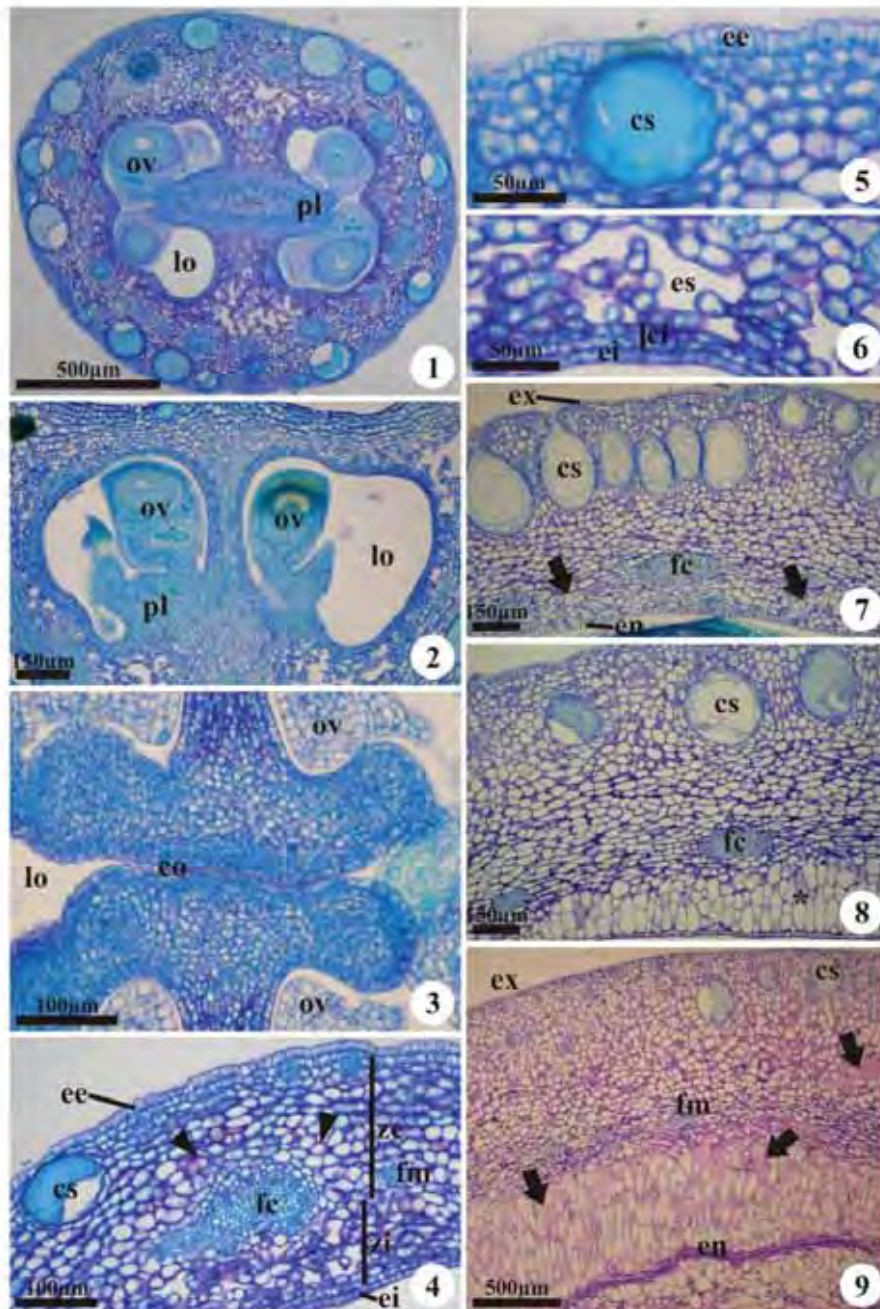 ov
pl
lo
500µm
1
ov
ov
lo
pl
150µm
2
ov
lo
co
ov
100µm
3
ee
ze
fm
cs
fc
zi
100µm
ei
4
ee
cs
50µm
5
es
ci
ei
50µm
6
ex
cs
fc
150µm
en
7
cs
fc
150µm
*
8
ex
cs
fm
en
500µm
9